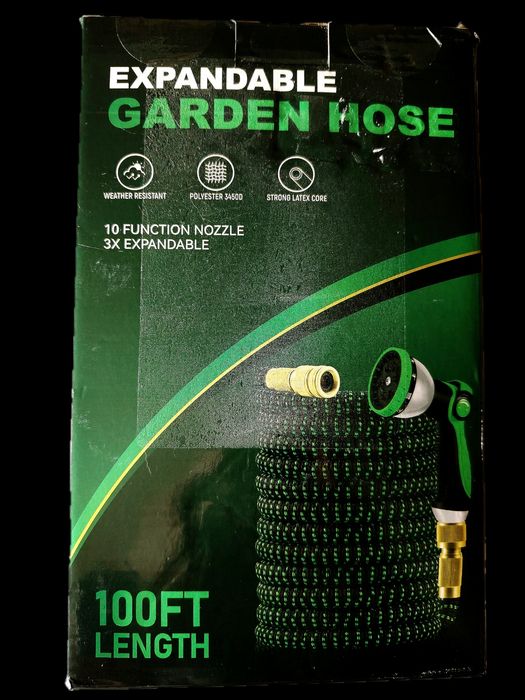 EXPANDABLE
GARDEN HOSE
WEATHER RESISTANT
POLYESTER 3450D
STRONG LATEX CORE
10 FUNCTION NOZZLE
3X EXPANDABLE
100FT
LENGTH